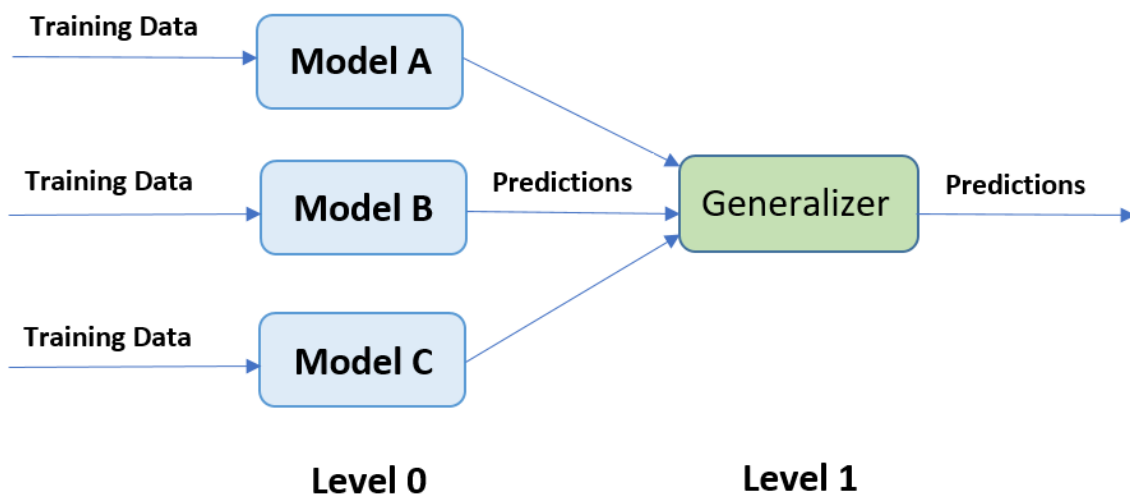 Training Data
Model A
Training Data
Model B
Predictions
Generalizer
Predictions
Training Data
Model C
Level 0
Level 1